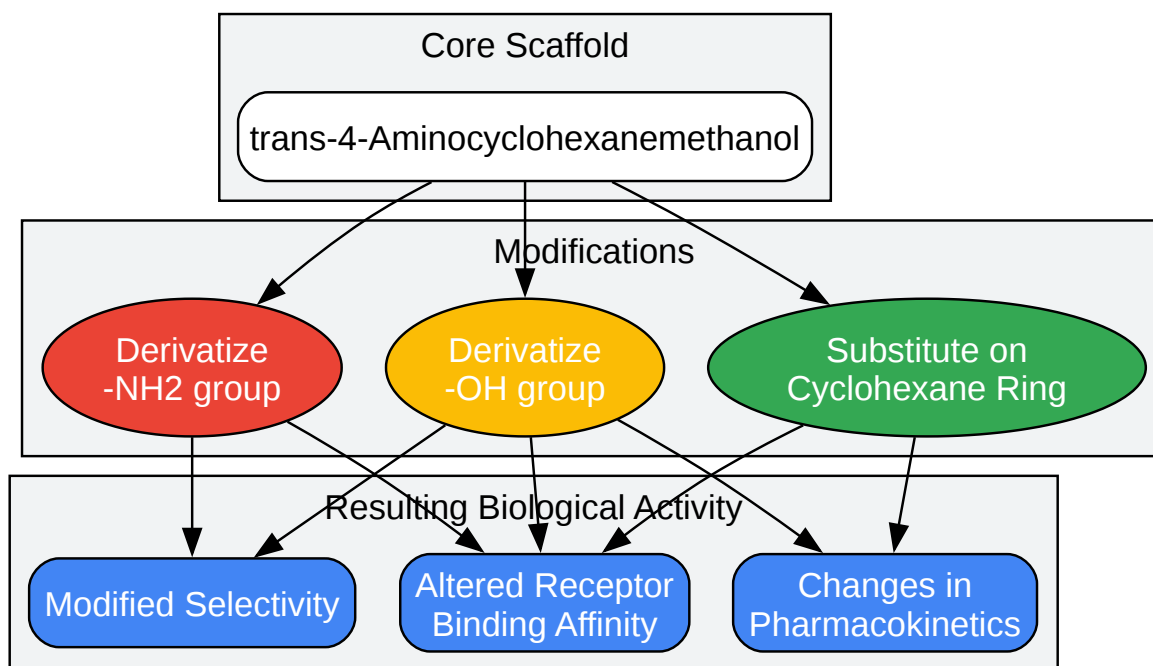 Core Scaffold
trans-4-Aminocyclohexanemethanol
Modifications
Derivatize
-NH2 group
Derivatize
-OH group
Substitute on
Cyclohexane Ring
Resulting Biological Activity
Modified Selectivity
Altered Receptor
Binding Affinity
Changes in
Pharmacokinetics